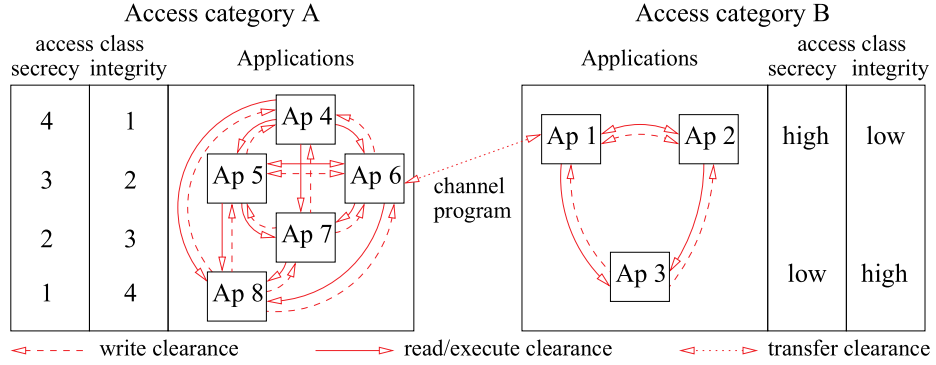 Access category A
Access category B
access class
secrecy integrity
Applications
Applications
access class
secrecy integrity
4 1
Ap 4
3 2
Ap 5
Ap 6
2 3
Ap 7
1 4
Ap 8
channel
program
Ap 1
Ap 2
high low
Ap 3
low high
write clearance
read/execute clearance
transfer clearance